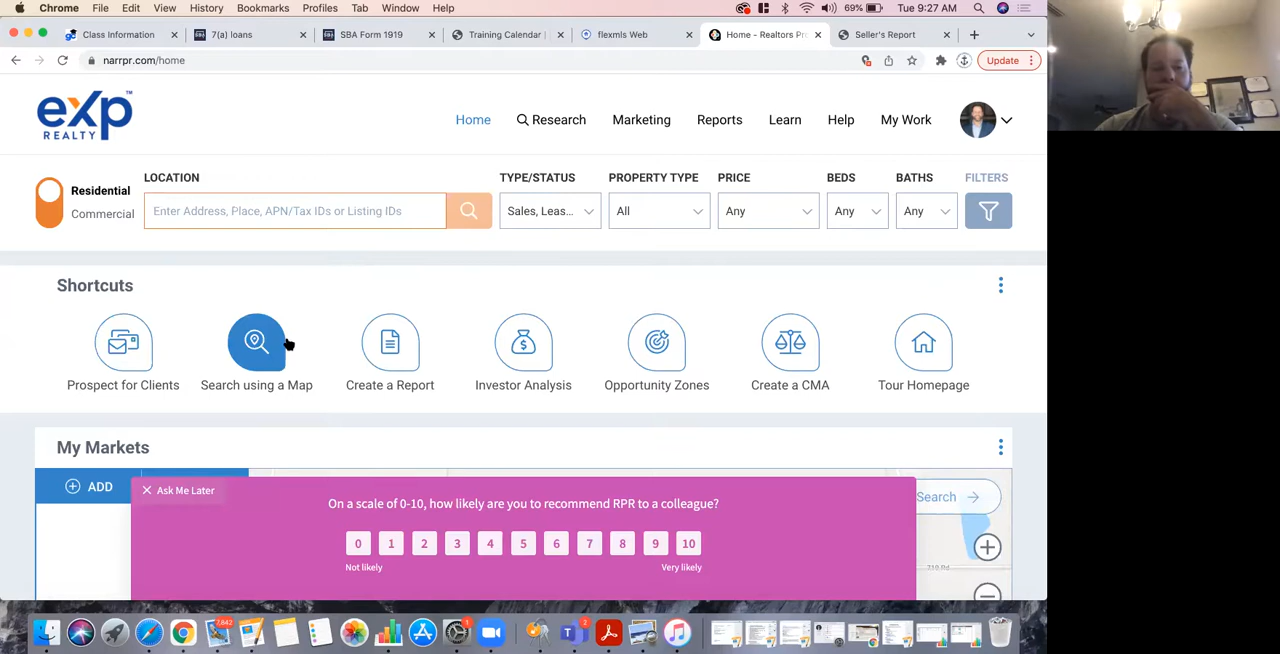 Chrome File Edit View History Bookmarks Profiles Tab Window Help 69% Tue 9:27 AM
Class Information 7(a) loans SBA Form 1919 Training Calendar | flexmls Web Home - Realtors Pr Seller's Report
narrpr.com/home Update
eXp REALTY™
Home Research Marketing Reports Learn Help My Work
LOCATION TYPE/STATUS PROPERTY TYPE PRICE BEDS BATHS FILTERS
Residential
Commercial
Enter Address, Place, APN/Tax IDs or Listing IDs Sales, Leas... All Any Any Any
Shortcuts
Prospect for Clients Search using a Map Create a Report Investor Analysis Opportunity Zones Create a CMA Tour Homepage
My Markets
ADD Search
Ask Me Later
On a scale of 0-10, how likely are you to recommend RPR to a colleague?
0 1 2 3 4 5 6 7 8 9 10
Not likely Very likely
7,842 1 2